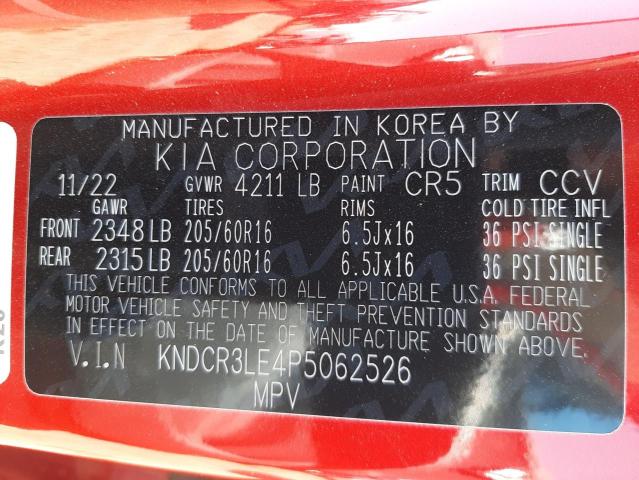 MANUFACTURED IN KOREA BY
KIA CORPORATION
11/22 GVWR 4211 LB PAINT CR5 TRIM CCV
GAWR TIRES RIMS COLD TIRE INFL
FRONT 2348 LB 205/60R16 6.5Jx16 36 PSI SINGLE
REAR 2315 LB 205/60R16 6.5Jx16 36 PSI SINGLE
THIS VEHICLE CONFORMS TO ALL APPLICABLE U.S.A. FEDERAL
MOTOR VEHICLE SAFETY AND THEFT PREVENTION STANDARDS
IN EFFECT ON THE DATE OF MANUFACTURE SHOWN ABOVE.
V.I.N KNDCR3LE4P5062526
MPV